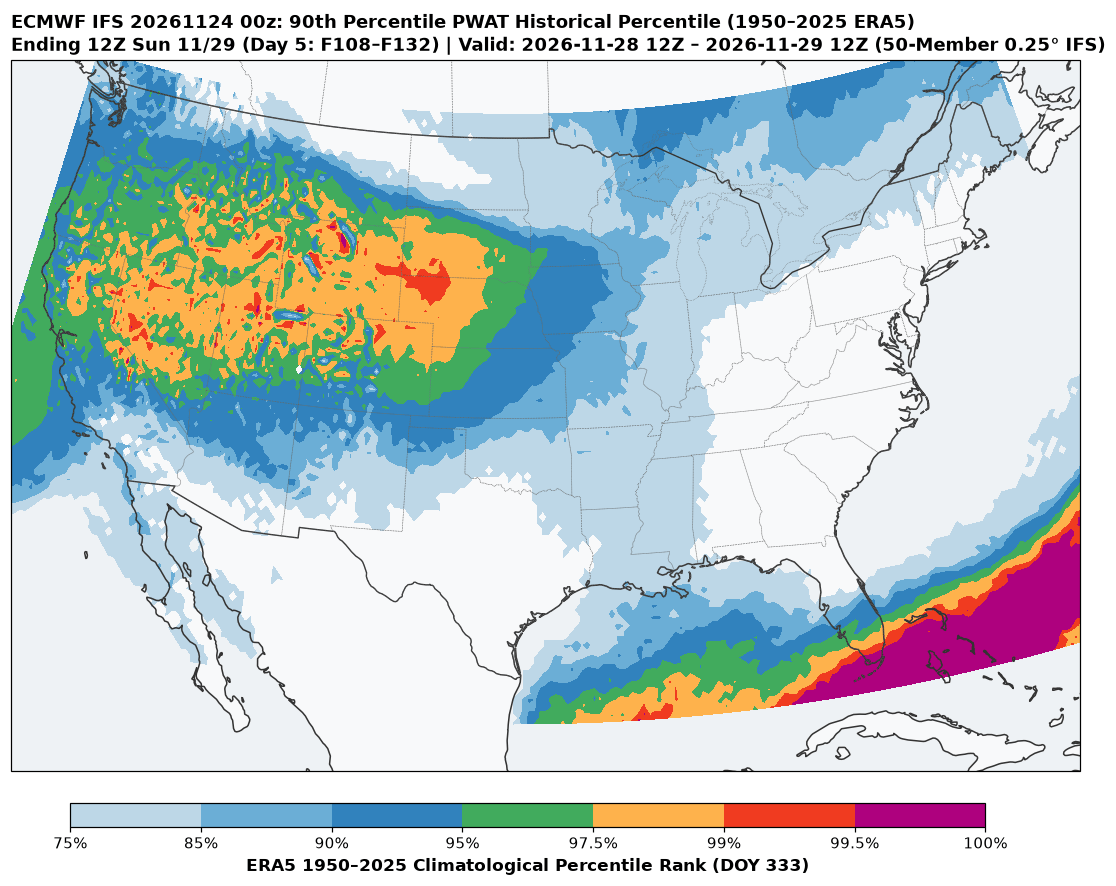 ECMWF IFS 20261124 00z: 90th Percentile PWAT Historical Percentile (1950–2025 ERA5)
Ending 12Z Sun 11/29 (Day 5: F108–F132) | Valid: 2026-11-28 12Z – 2026-11-29 12Z (50-Member 0.25° IFS)
75% 85% 90% 95% 97.5% 99% 99.5% 100%
ERA5 1950–2025 Climatological Percentile Rank (DOY 333)